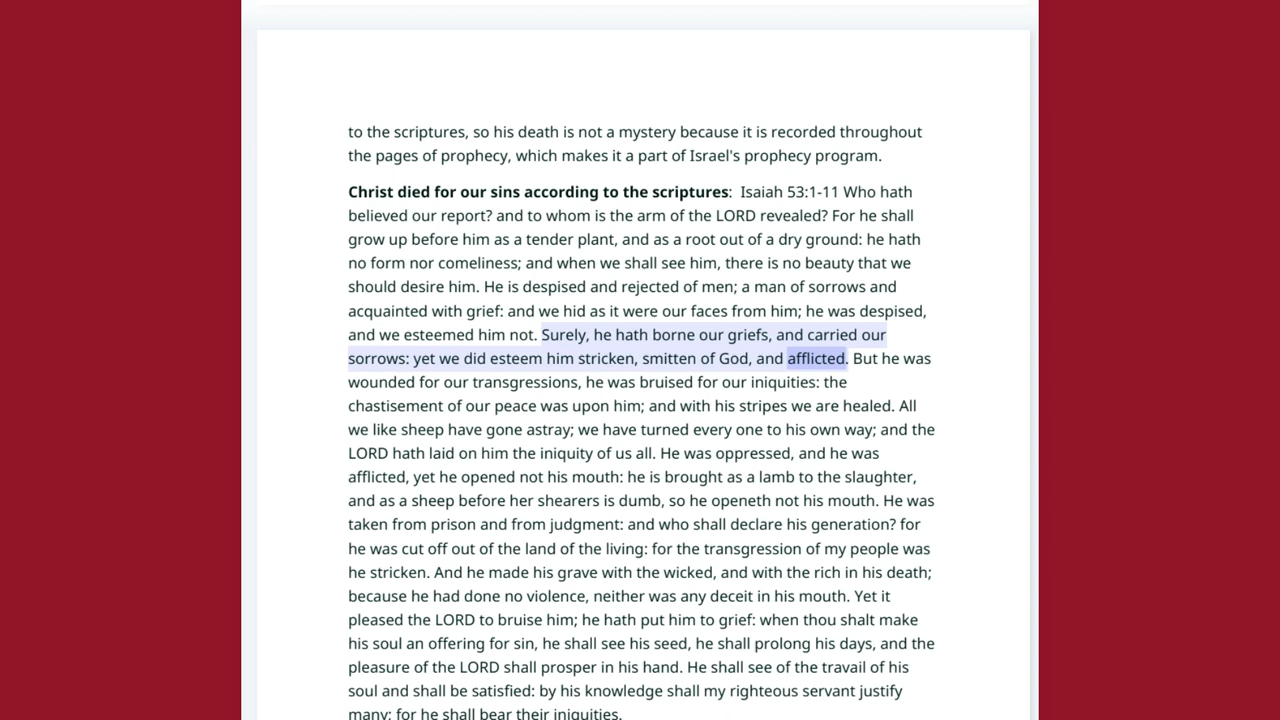 to the scriptures, so his death is not a mystery because it is recorded throughout
the pages of prophecy, which makes it a part of Israel's prophecy program.
Christ died for our sins according to the scriptures:  Isaiah 53:1-11 Who hath
believed our report? and to whom is the arm of the LORD revealed? For he shall
grow up before him as a tender plant, and as a root out of a dry ground: he hath
no form nor comeliness; and when we shall see him, there is no beauty that we
should desire him. He is despised and rejected of men; a man of sorrows and
acquainted with grief: and we hid as it were our faces from him; he was despised,
and we esteemed him not. Surely, he hath borne our griefs, and carried our
sorrows: yet we did esteem him stricken, smitten of God, and afflicted. But he was
wounded for our transgressions, he was bruised for our iniquities: the
chastisement of our peace was upon him; and with his stripes we are healed. All
we like sheep have gone astray; we have turned every one to his own way; and the
LORD hath laid on him the iniquity of us all. He was oppressed, and he was
afflicted, yet he opened not his mouth: he is brought as a lamb to the slaughter,
and as a sheep before her shearers is dumb, so he openeth not his mouth. He was
taken from prison and from judgment: and who shall declare his generation? for
he was cut off out of the land of the living: for the transgression of my people was
he stricken. And he made his grave with the wicked, and with the rich in his death;
because he had done no violence, neither was any deceit in his mouth. Yet it
pleased the LORD to bruise him; he hath put him to grief: when thou shalt make
his soul an offering for sin, he shall see his seed, he shall prolong his days, and the
pleasure of the LORD shall prosper in his hand. He shall see of the travail of his
soul and shall be satisfied: by his knowledge shall my righteous servant justify
many; for he shall bear their iniquities.